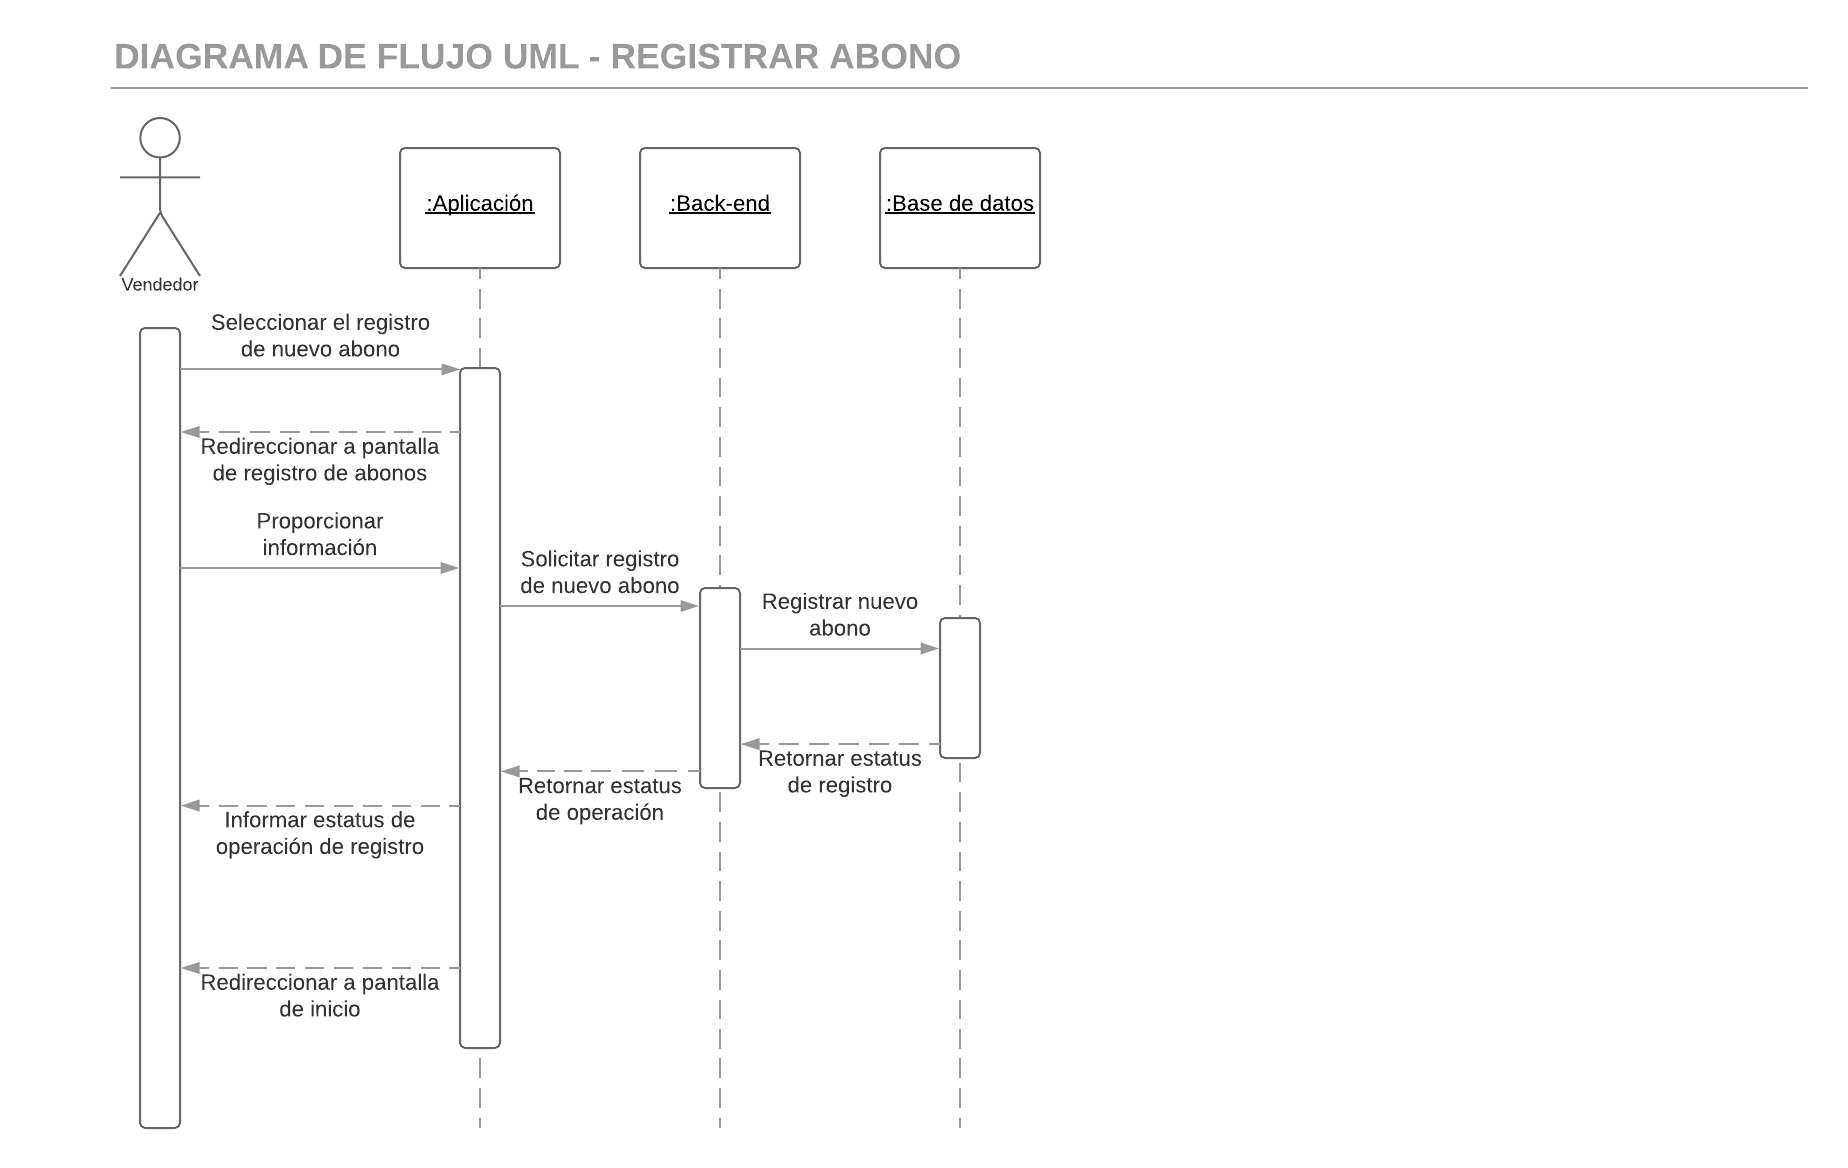 DIAGRAMA DE FLUJO UML - REGISTRAR ABONO
:Aplicación
:Back-end
:Base de datos
Vendedor
Seleccionar el registro
de nuevo abono
Redireccionar a pantalla
de registro de abonos
Proporcionar
información
Solicitar registro
de nuevo abono
Registrar nuevo
abono
Retornar estatus
de registro
Retornar estatus
de operación
Informar estatus de
operación de registro
Redireccionar a pantalla
de inicio